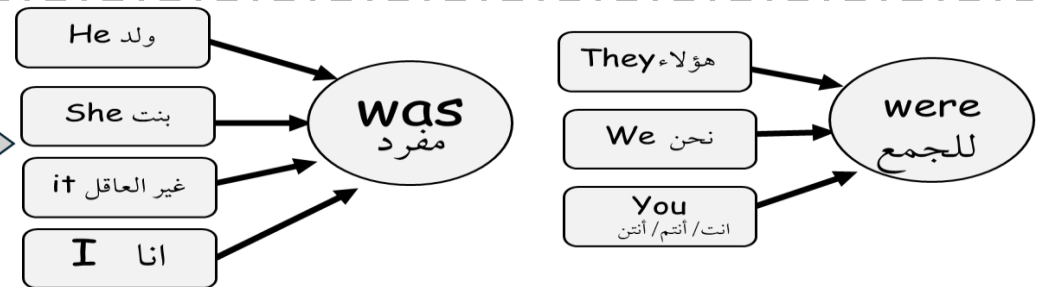 He ولد
She بنت
it غير العاقل
I انا
was
مفرد
They هؤلاء
We نحن
You
انت/ أنتم/ أنتن
were
للجمع